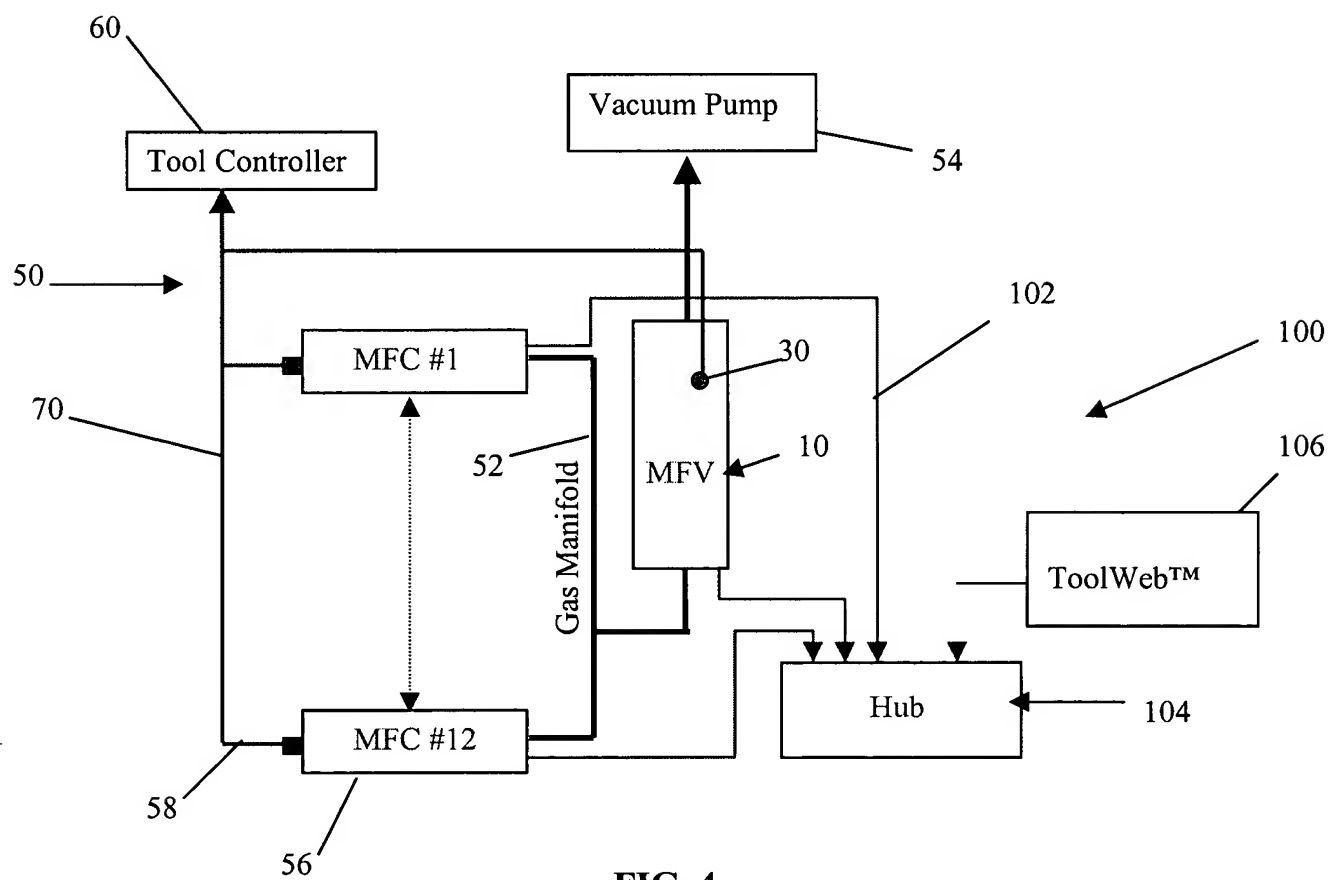 60
Vacuum Pump
Tool Controller
54
50
102
MFC #1
30
100
70
52
10
106
MFV
Gas Manifold
ToolWeb™
Hub
104
MFC #12
58
56
FIG. 4